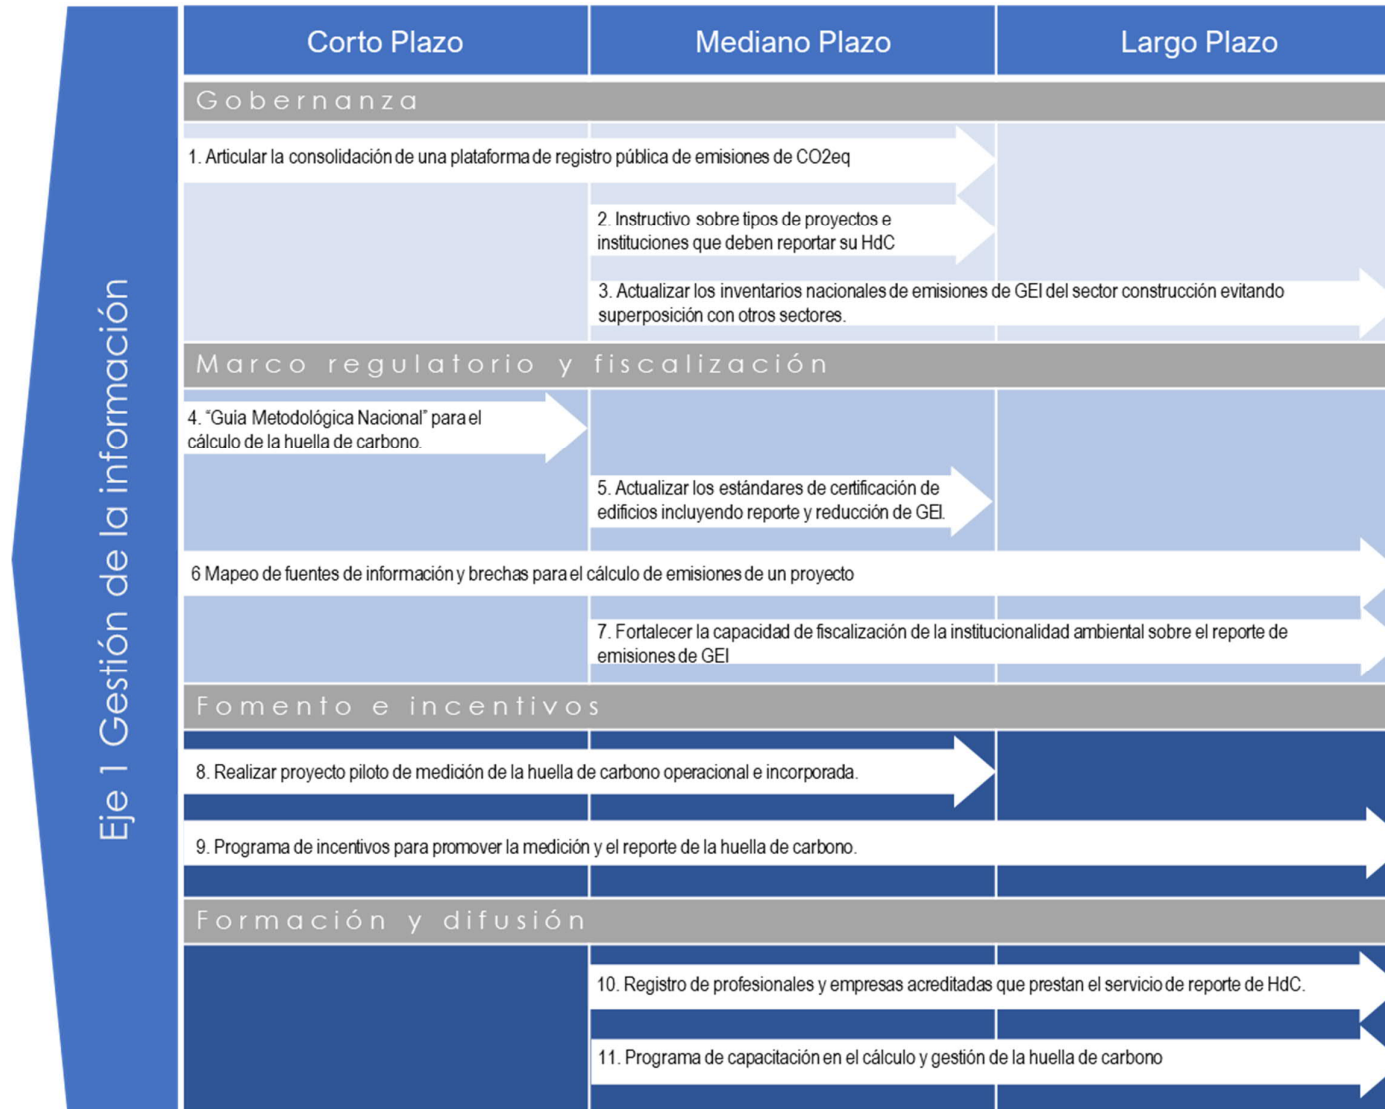 Eje 1 Gestión de la información
Corto Plazo
Mediano Plazo
Largo Plazo
Gobernanza
1. Articular la consolidación de una plataforma de registro pública de emisiones de CO2eq
2. Instructivo sobre tipos de proyectos e
instituciones que deben reportar su HdC
3. Actualizar los inventarios nacionales de emisiones de GEI del sector construcción evitando
superposición con otros sectores.
Marco regulatorio y fiscalización
4. “Guía Metodológica Nacional” para el
cálculo de la huella de carbono.
5. Actualizar los estándares de certificación de
edificios incluyendo reporte y reducción de GEI.
6 Mapeo de fuentes de información y brechas para el cálculo de emisiones de un proyecto
7. Fortalecer la capacidad de fiscalización de la institucionalidad ambiental sobre el reporte de
emisiones de GEI
Fomento e incentivos
8. Realizar proyecto piloto de medición de la huella de carbono operacional e incorporada.
9. Programa de incentivos para promover la medición y el reporte de la huella de carbono.
Formación y difusión
10. Registro de profesionales y empresas acreditadas que prestan el servicio de reporte de HdC.
11. Programa de capacitación en el cálculo y gestión de la huella de carbono